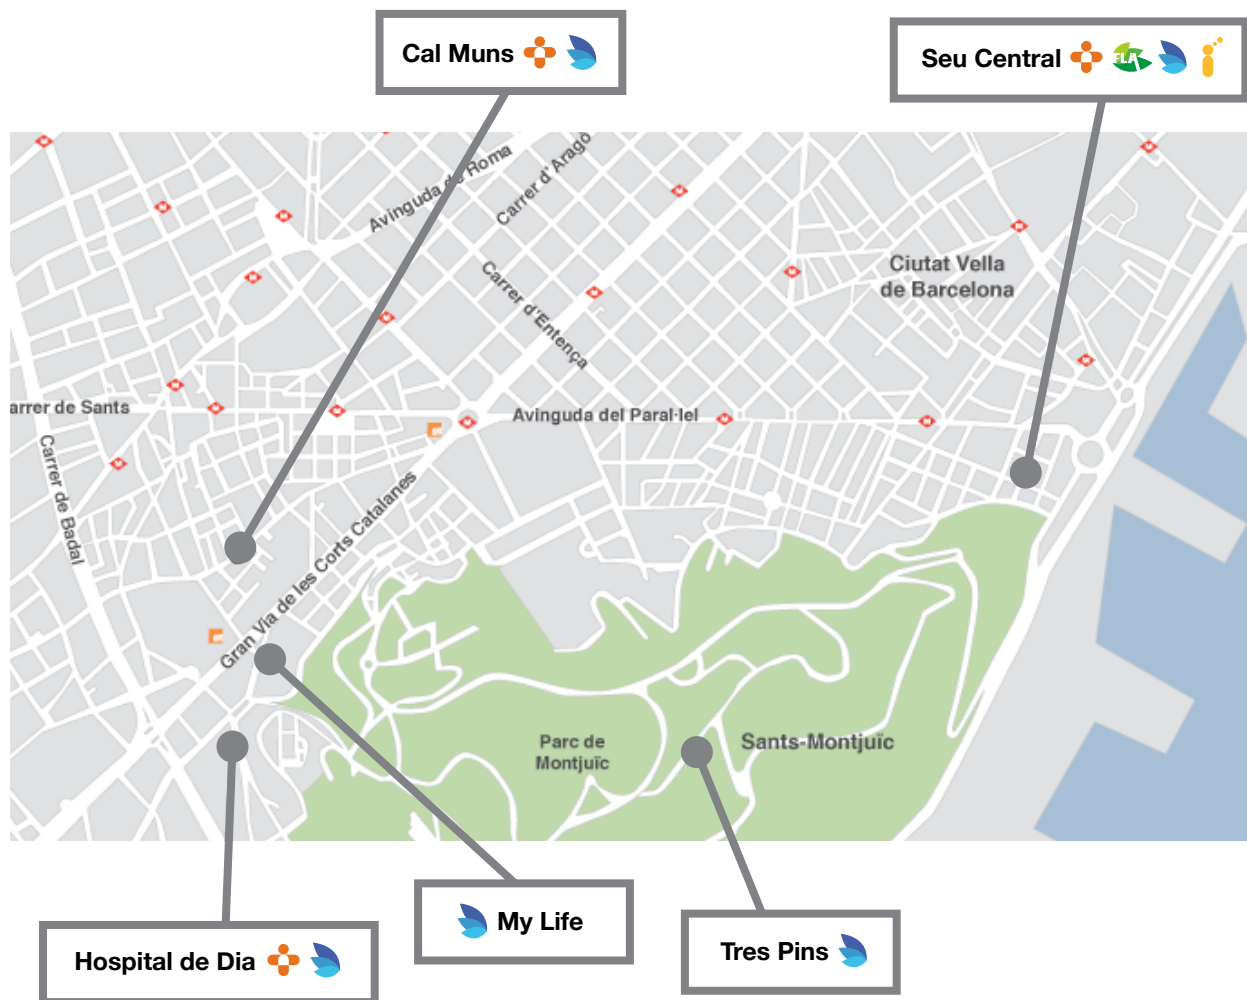 Cal Muns
Seu Central
FLA
Avinguda de Roma
Carrer d'Aragó
Carrer d'Entença
Ciutat Vella
de Barcelona
arrer de Sants
Avinguda del Paral·lel
Carrer de Badal
Gran Via de les Corts Catalanes
Parc de
Montjuïc
Sants-Montjuïc
My Life
Hospital de Dia
Tres Pins